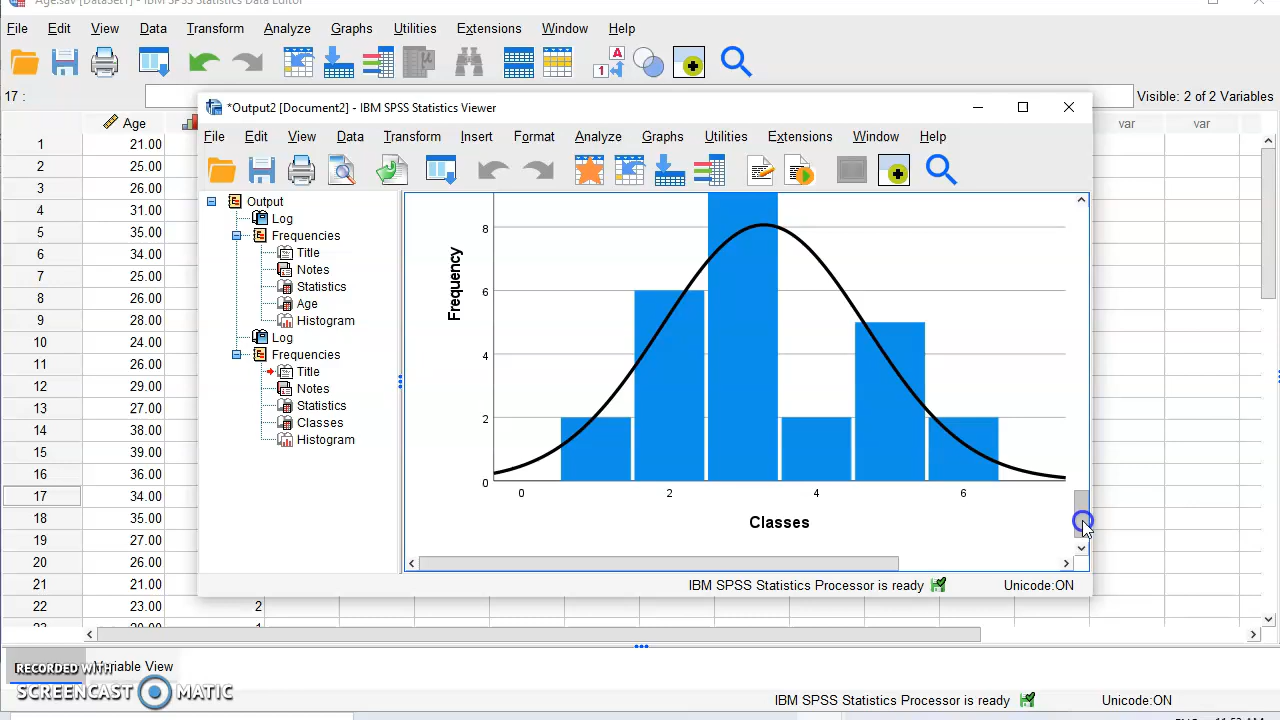 Age.sav [DataSet1] - IBM SPSS Statistics Data Editor
File Edit View Data Transform Analyze Graphs Utilities Extensions Window Help
17 : Visible: 2 of 2 Variables
Age var var
1 21.00
2 25.00
3 26.00
4 31.00
5 35.00
6 34.00
7 25.00
8 26.00
9 28.00
10 24.00
11 26.00
12 29.00
13 27.00
14 38.00
15 39.00
16 36.00
17 34.00
18 35.00
19 27.00
20 26.00
21 21.00
22 23.00 2
*Output2 [Document2] - IBM SPSS Statistics Viewer
File Edit View Data Transform Insert Format Analyze Graphs Utilities Extensions Window Help
Output
Log
Frequencies
Title
Notes
Statistics
Age
Histogram
Log
Frequencies
Title
Notes
Statistics
Classes
Histogram
Frequency
8
6
4
2
0
0 2 4 6
Classes
IBM SPSS Statistics Processor is ready Unicode:ON
Variable View
RECORDED WITH
SCREENCAST MATIC
IBM SPSS Statistics Processor is ready Unicode:ON